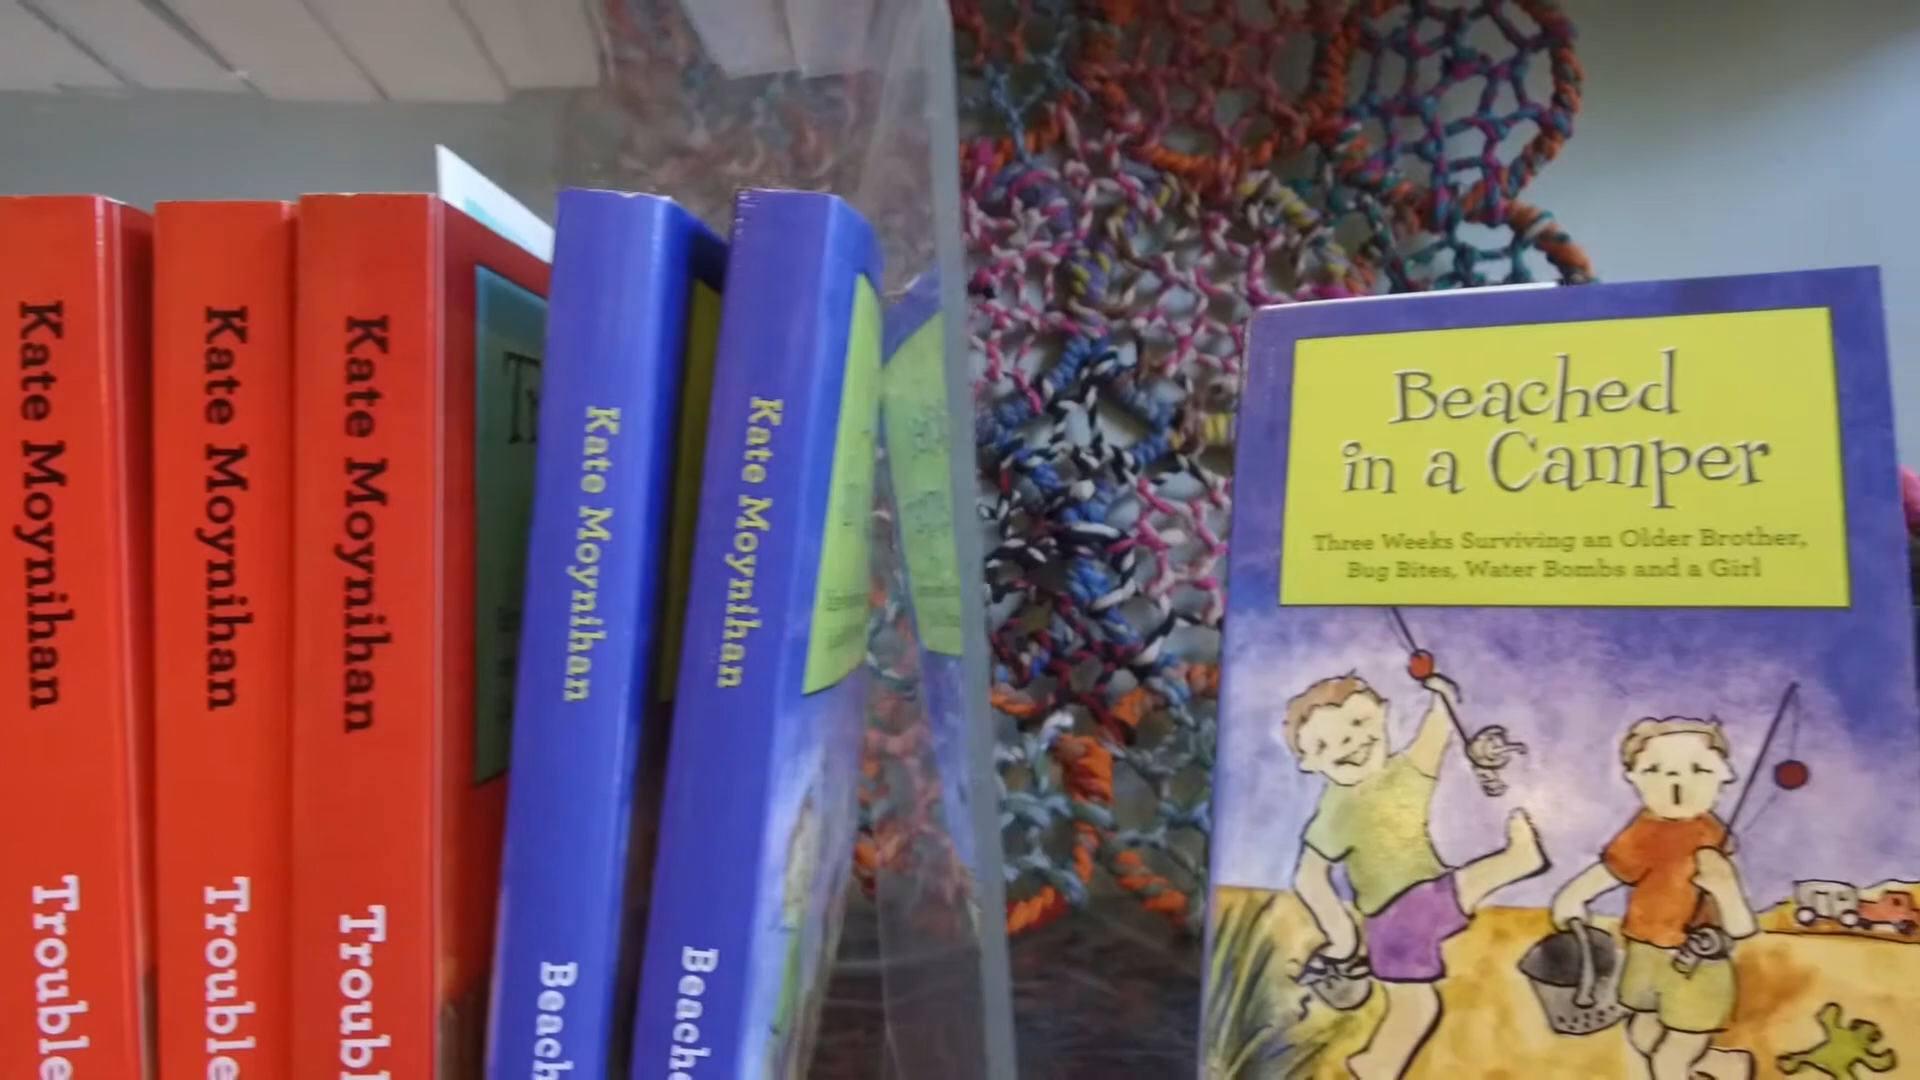 Kate Moynihan
Trouble
Kate Moynihan
Trouble
Kate Moynihan
Troubl
Tr
Kate Moynihan
Beach
Kate Moynihan
Beache
Beached
in a Camper
Three Weeks Surviving an Older Brother,
Bug Bites, Water Bombs and a Girl